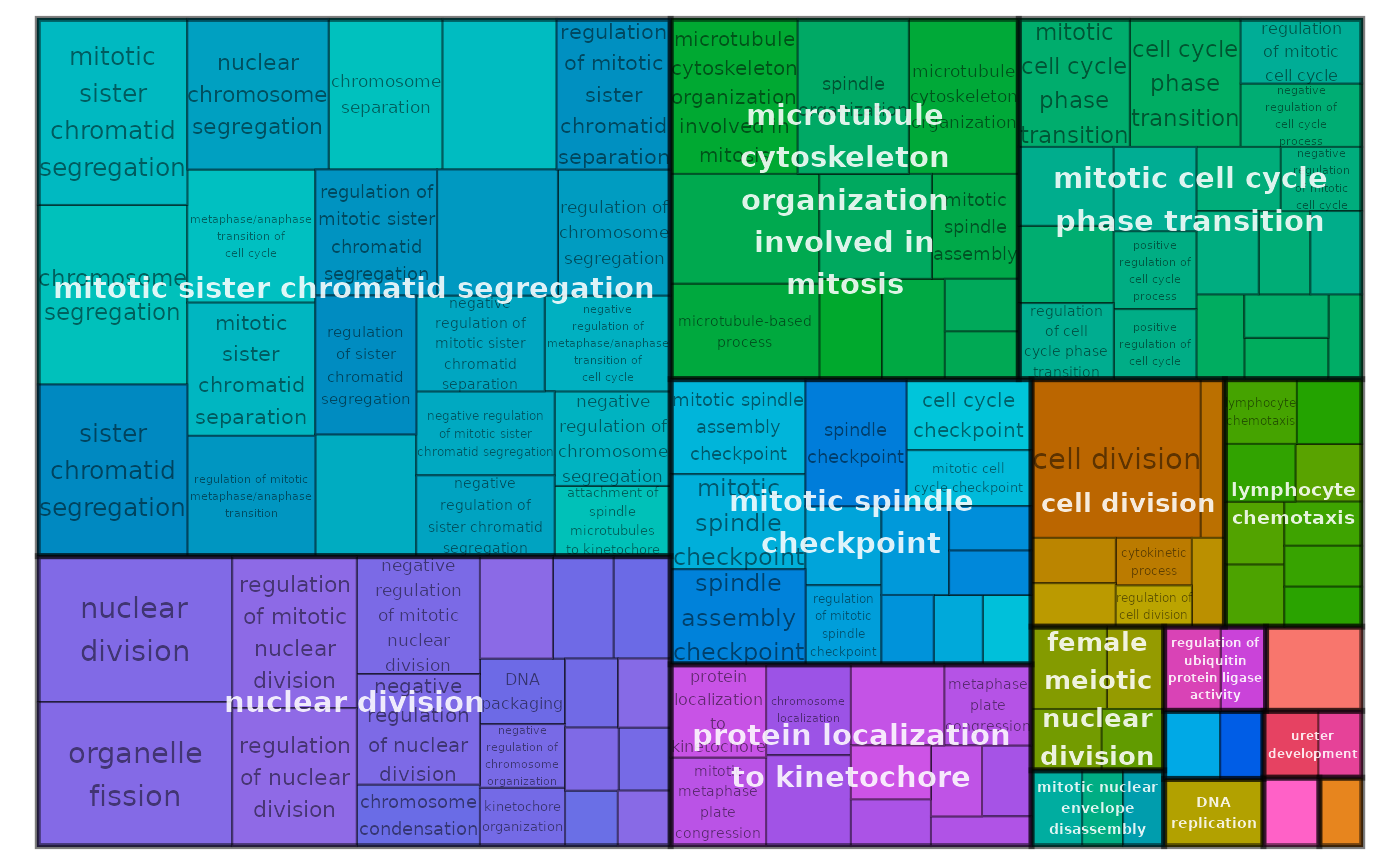 mitotic
sister
chromatid
segregation
nuclear
chromosome
segregation
chromosome
separation
regulation
of mitotic
sister
chromatid
separation
chromosome
segregation
metaphase/anaphase
transition of
cell cycle
regulation of
mitotic sister
chromatid
segregation
regulation of
chromosome
segregation
mitotic sister chromatid segregation
mitotic
sister
chromatid
separation
regulation
of sister
chromatid
segregation
negative
regulation of
mitotic sister
chromatid
separation
negative
regulation of
metaphase/anaphase
transition of
cell cycle
sister
chromatid
segregation
regulation of mitotic
metaphase/anaphase
transition
negative regulation
of mitotic sister
chromatid segregation
negative
regulation of
chromosome
segregation
negative
regulation of
sister chromatid
segregation
attachment of
spindle
microtubules
to kinetochore
microtubule
cytoskeleton
organization
involved in
mitosis
spindle
organization
microtubule
cytoskeleton
organization
microtubule
cytoskeleton
organization
involved in
mitosis
mitotic
spindle
assembly
microtubule-based
process
mitotic
cell cycle
phase
transition
cell cycle
phase
transition
regulation
of mitotic
cell cycle
negative
regulation of
cell cycle
process
negative
regulation
of mitotic
cell cycle
mitotic cell cycle
phase transition
positive
regulation of
cell cycle
process
regulation
of cell
cycle phase
transition
positive
regulation of
cell cycle
mitotic spindle
assembly
checkpoint
spindle
checkpoint
cell cycle
checkpoint
mitotic cell
cycle checkpoint
mitotic
spindle
checkpoint
mitotic spindle
checkpoint
spindle
assembly
checkpoint
regulation
of mitotic
spindle
checkpoint
cell division
cell division
cytokinetic
process
regulation of
cell division
lymphocyte
chemotaxis
lymphocyte
chemotaxis
nuclear
division
regulation
of mitotic
nuclear
division
negative
regulation
of mitotic
nuclear
division
nuclear division
negative
regulation
of nuclear
division
DNA
packaging
organelle
fission
regulation
of nuclear
division
negative
regulation of
chromosome
organization
chromosome
condensation
kinetochore
organization
protein
localization
to
kinetochore
chromosome
localization
metaphase
plate
congression
protein localization
to kinetochore
mitotic
metaphase
plate
congression
female
meiotic
nuclear
division
regulation of
ubiquitin
protein ligase
activity
ureter
development
mitotic nuclear
envelope
disassembly
DNA
replication